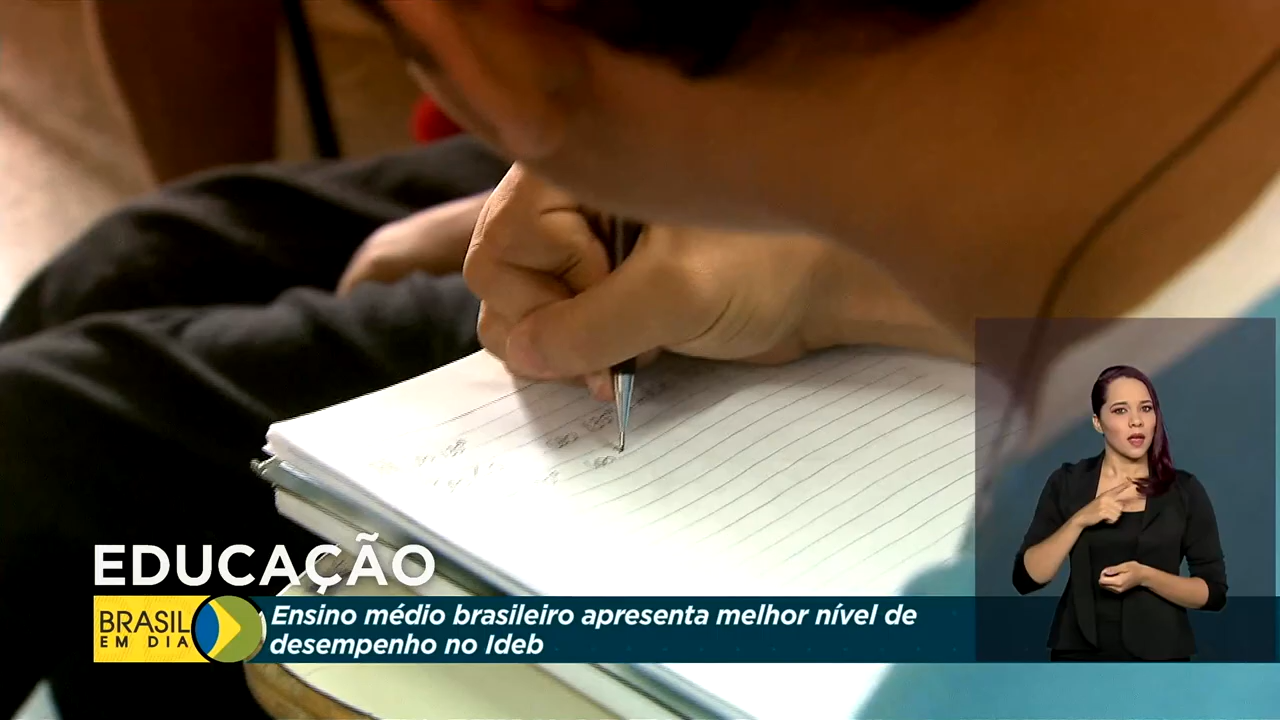 EDUCAÇÃO
BRASIL
EM DIA
Ensino médio brasileiro apresenta melhor nível de
desempenho no Ideb